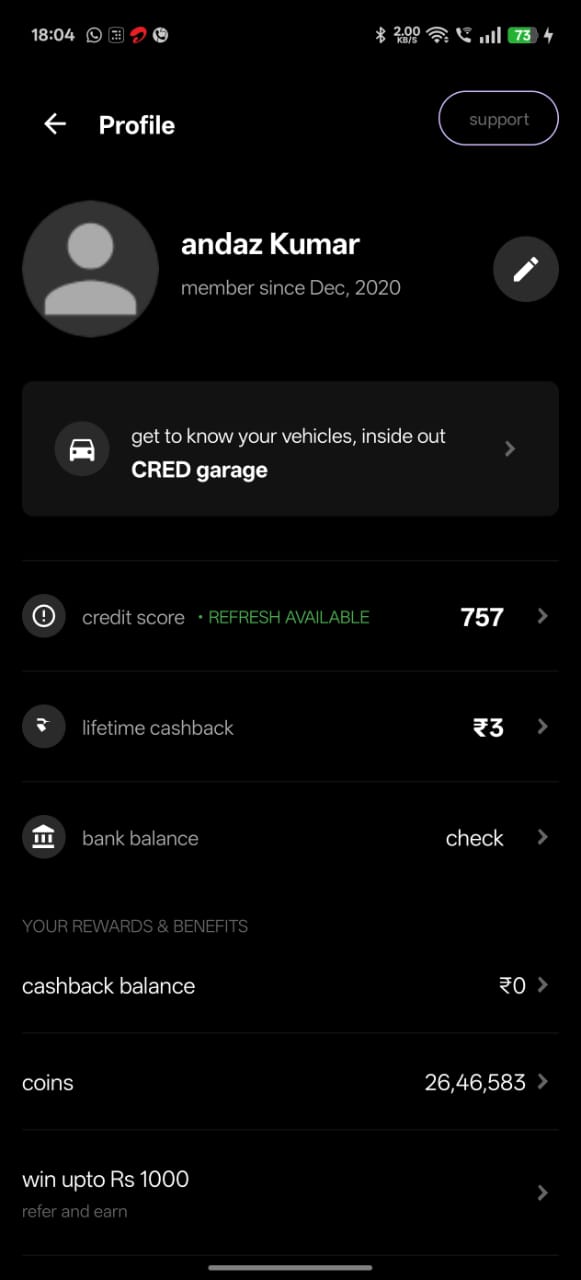 18:04 2.00 KB/S 73
Profile
support
andaz Kumar
member since Dec, 2020
get to know your vehicles, inside out
CRED garage
credit score • REFRESH AVAILABLE 757
lifetime cashback ₹3
bank balance check
YOUR REWARDS & BENEFITS
cashback balance ₹0
coins 26,46,583
win upto Rs 1000
refer and earn